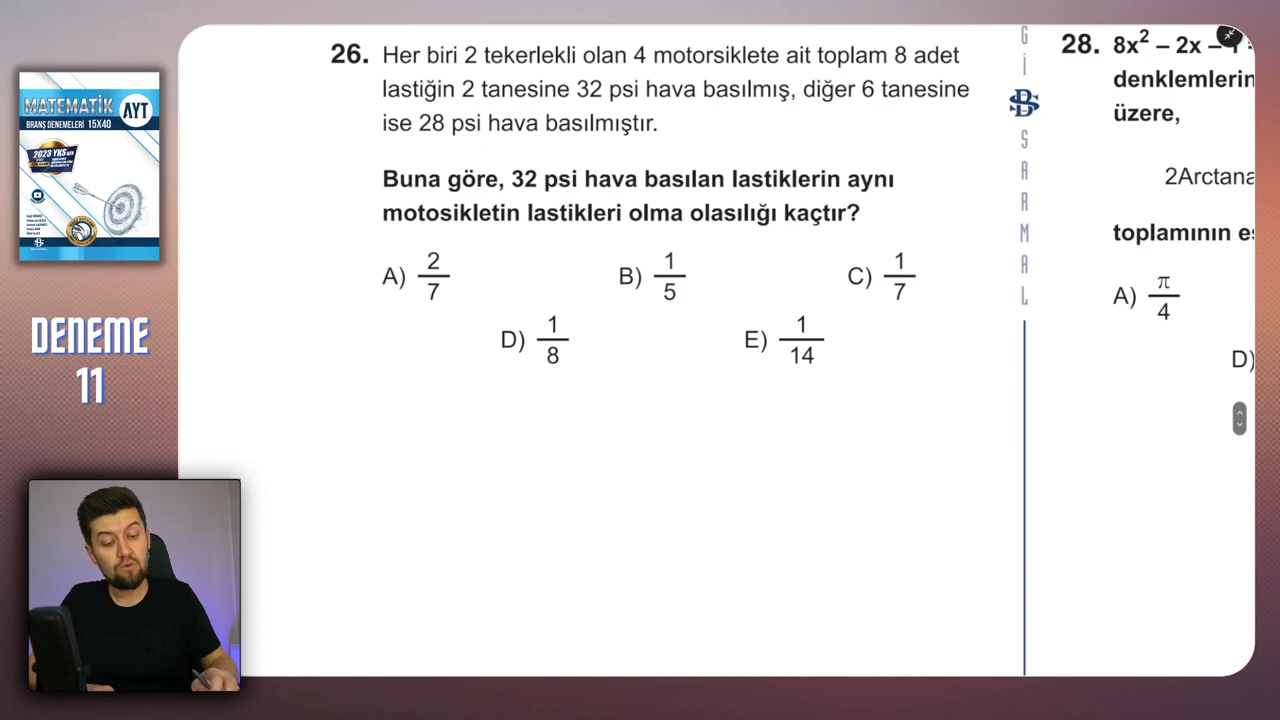 MATEMATİK
AYT
BRANŞ DENEMELERİ 15X40
2023 YKS'NİN
DENEME
11
26. Her biri 2 tekerlekli olan 4 motorsiklete ait toplam 8 adet
lastiğin 2 tanesine 32 psi hava basılmış, diğer 6 tanesine
ise 28 psi hava basılmıştır.
Buna göre, 32 psi hava basılan lastiklerin aynı
motosikletin lastikleri olma olasılığı kaçtır?
A) 2/7 B) 1/5 C) 1/7
D) 1/8 E) 1/14
G
İ
S
A
R
M
A
L
28. 8x² – 2x – 1
denklemlerin
üzere,
2Arctana
toplamının
A) π/4
D)